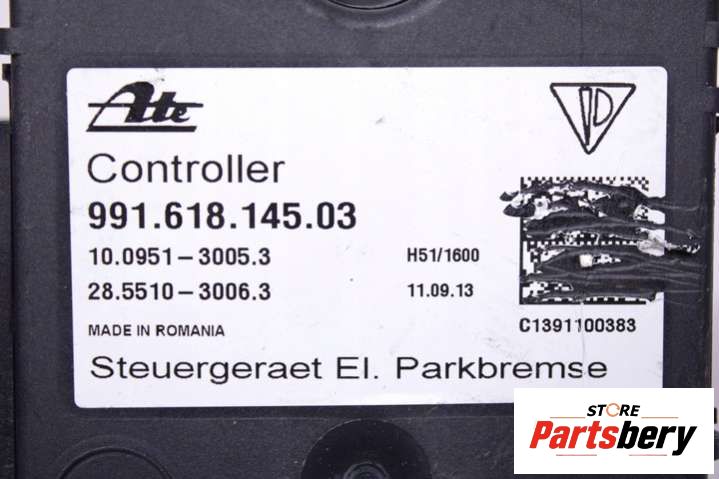 Ate
Controller
991.618.145.03
10.0951-3005.3 H51/1600
28.5510-3006.3 11.09.13
MADE IN ROMANIA C1391100383
Steuergeraet El. Parkbremse
STORE
Partsbery